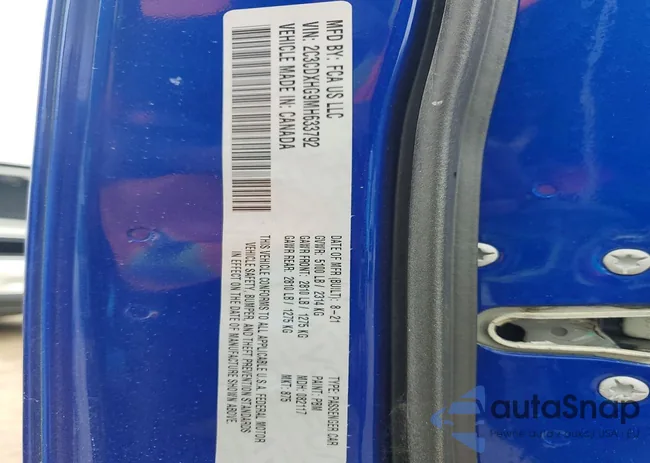 MFD BY: FCA US LLC
VIN: 2C3CDXHG9MH633792
VEHICLE MADE IN: CANADA
DATE OF MFR (BUILT): 8-21
GVWR: 5100 LB / 2314 KG
GAWR FRONT: 2810 LB / 1275 KG
GAWR REAR: 2810 LB / 1275 KG
TYPE: PASSENGER CAR
PAINT: PBM
MDH: 082117
MKT: 875
THIS VEHICLE CONFORMS TO ALL APPLICABLE U.S.A. FEDERAL MOTOR
VEHICLE SAFETY, BUMPER, AND THEFT PREVENTION STANDARDS
IN EFFECT ON THE DATE OF MANUFACTURE SHOWN ABOVE.
autoSnap